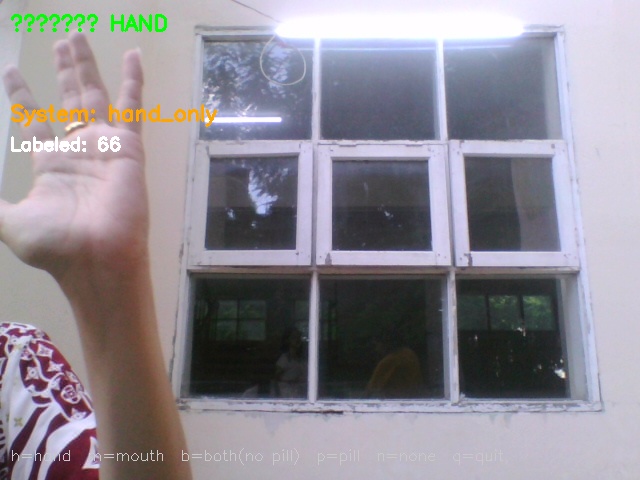 ??????? HAND
System: hand_only
Labeled: 66
h=hand m=mouth b=both(no pill) p=pill n=none q=quit